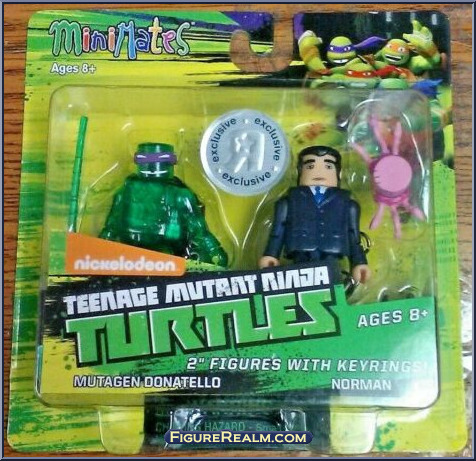 MiniMates
Ages 8+
exclusive
exclusive
exclusive
exclusive
nickelodeon
TEENAGE MUTANT NINJA
TURTLES
AGES 8+
2" FIGURES WITH KEYRINGS!
MUTAGEN DONATELLO
NORMAN
HAZARD
FIGUREREALM.COM